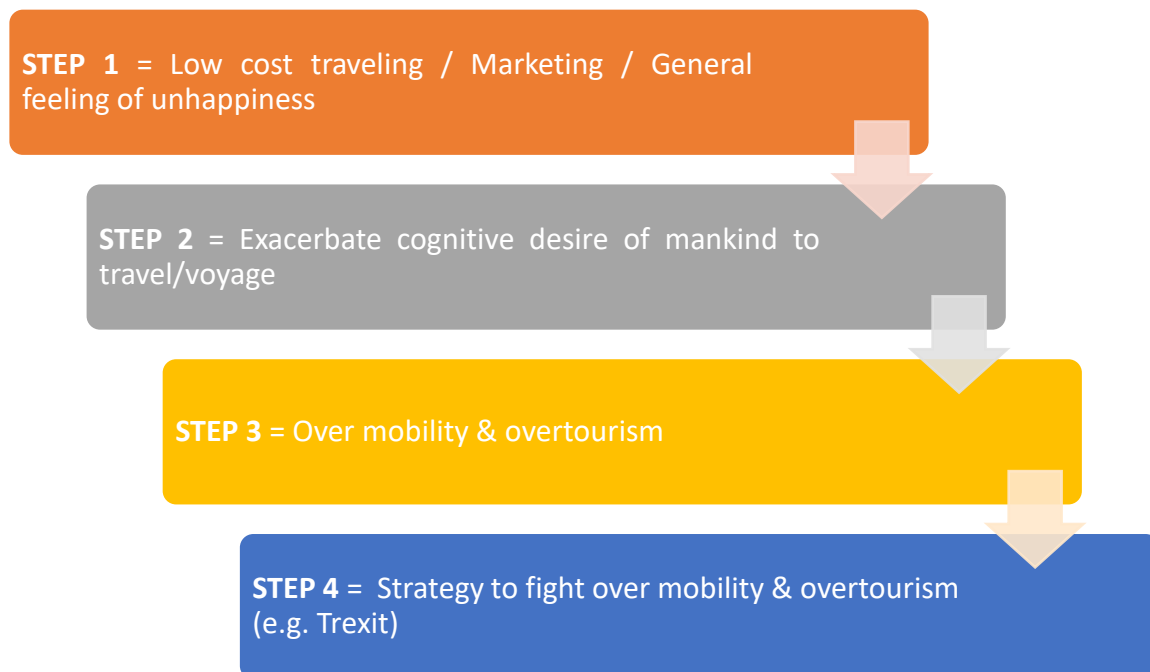 STEP 1 = Low cost traveling / Marketing / General
feeling of unhappiness
STEP 2 = Exacerbate cognitive desire of mankind to
travel/voyage
STEP 3 = Over mobility & overtourism
STEP 4 = Strategy to fight over mobility & overtourism
(e.g. Trexit)